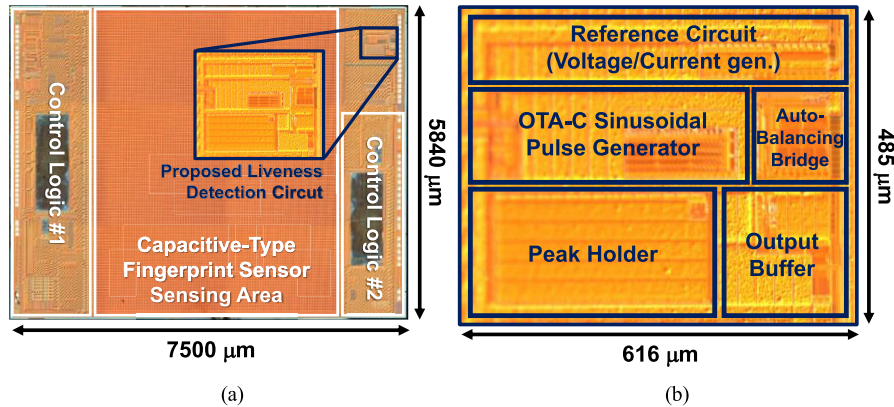 Control Logic #1
Proposed Liveness
Detection Circut
Capacitive-Type
Fingerprint Sensor
Sensing Area
Control Logic #2
5840 μm
7500 μm
(a)
Reference Circuit
(Voltage/Current gen.)
OTA-C Sinusoidal
Pulse Generator
Auto-
Balancing
Bridge
Peak Holder
Output
Buffer
485 μm
616 μm
(b)